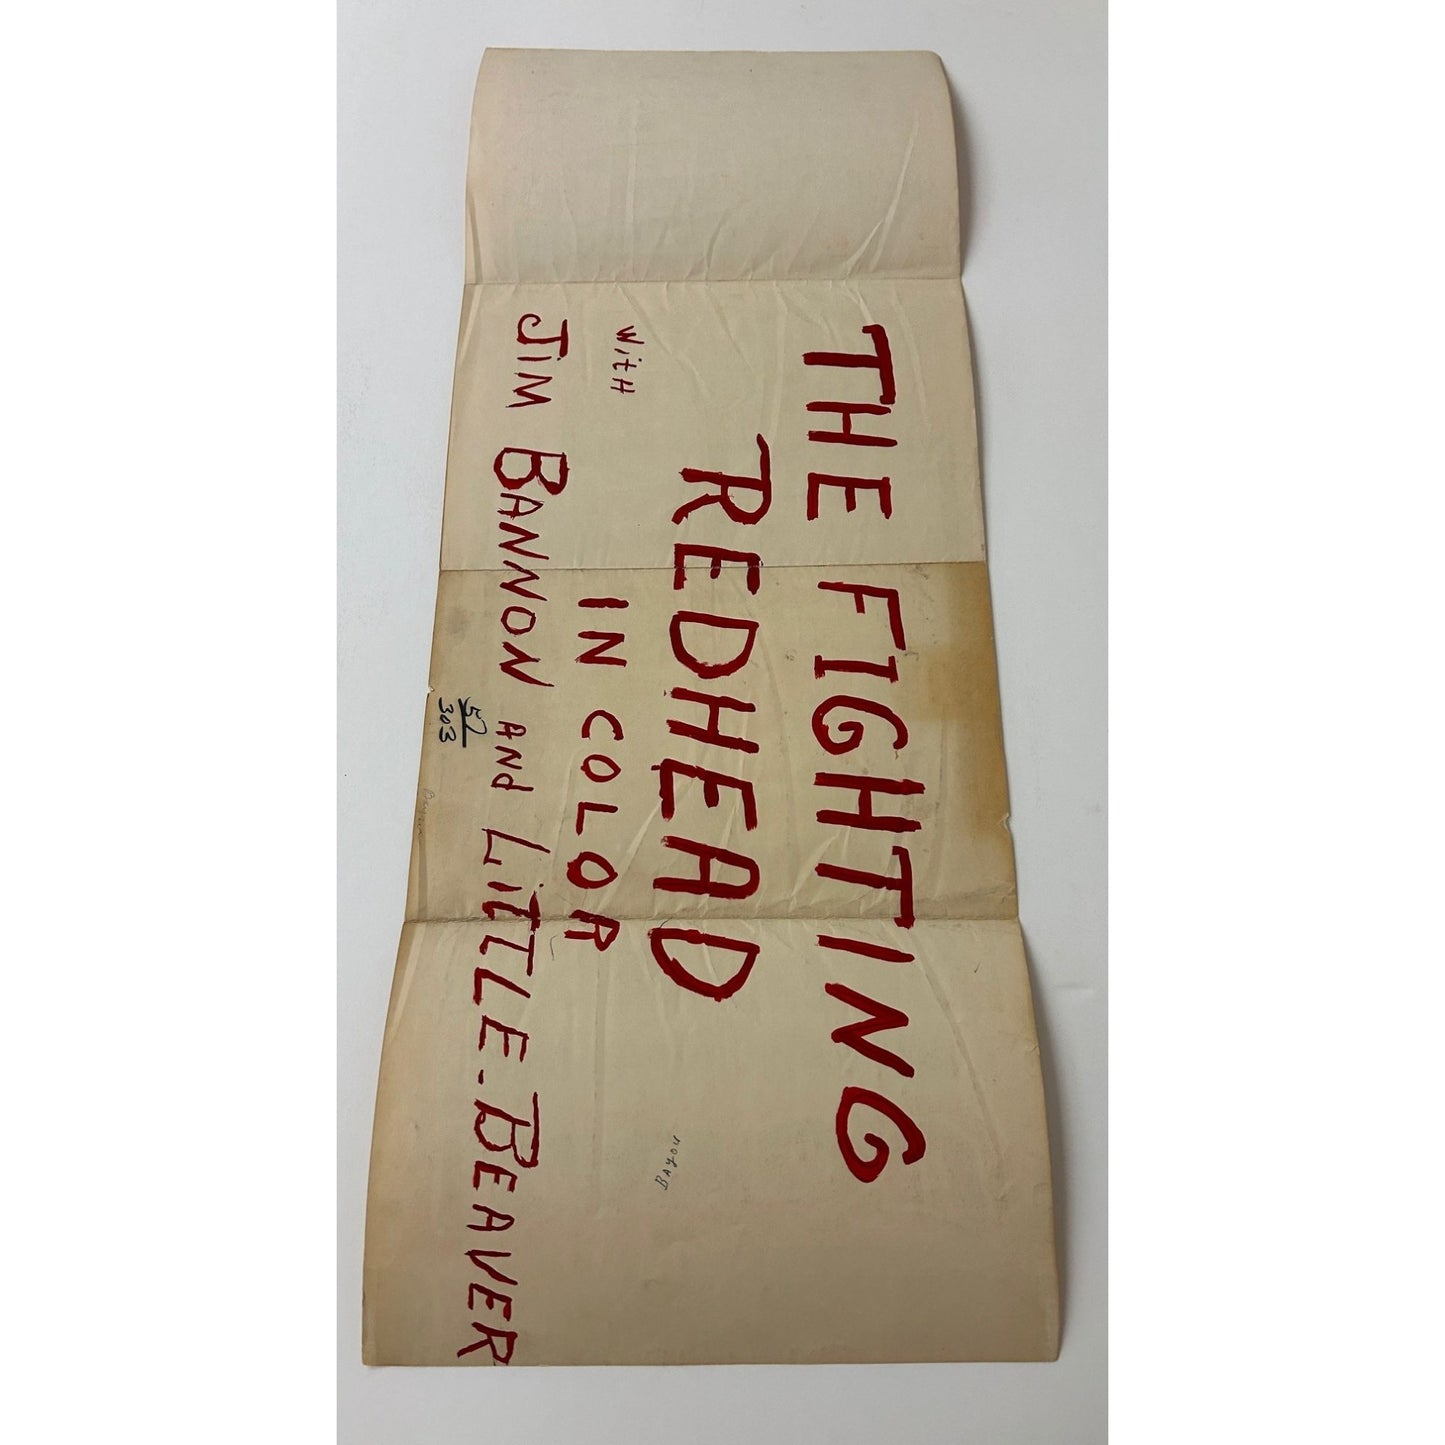 THE FIGHTING
REDHEAD
IN COLOR
WitH
JiM BANNON ANd LiTTLE-BEAVER
52
303
Bayou